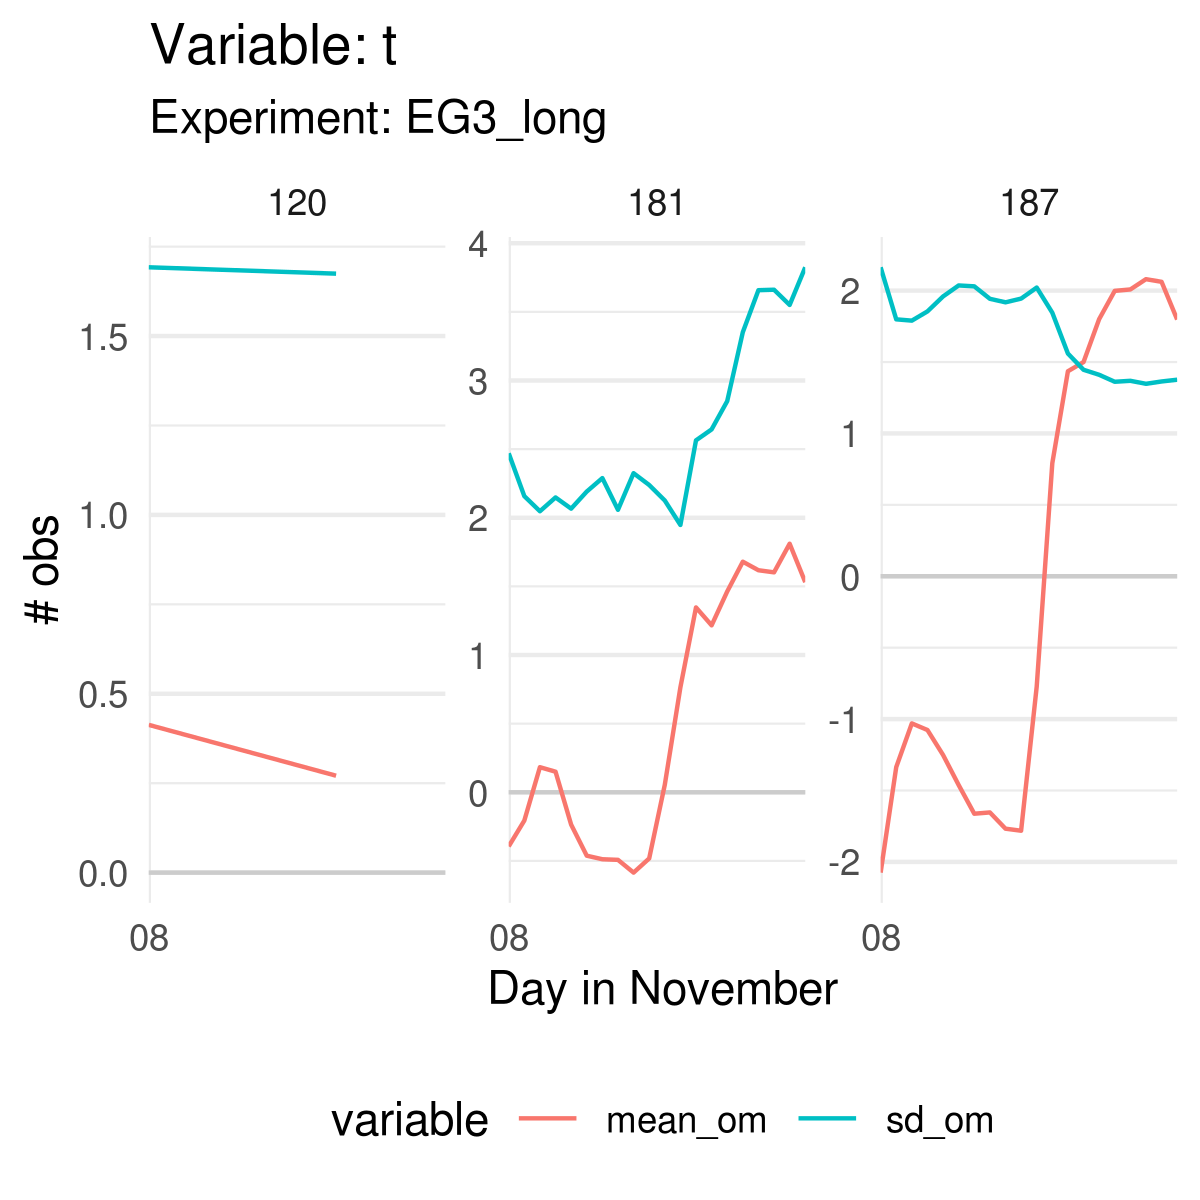 Variable: t
Experiment: EG3_long
120
181
187
# obs
1.5
1.0
0.5
0.0
4
3
2
1
0
2
1
0
-1
-2
08
08
08
Day in November
variable
mean_om
sd_om